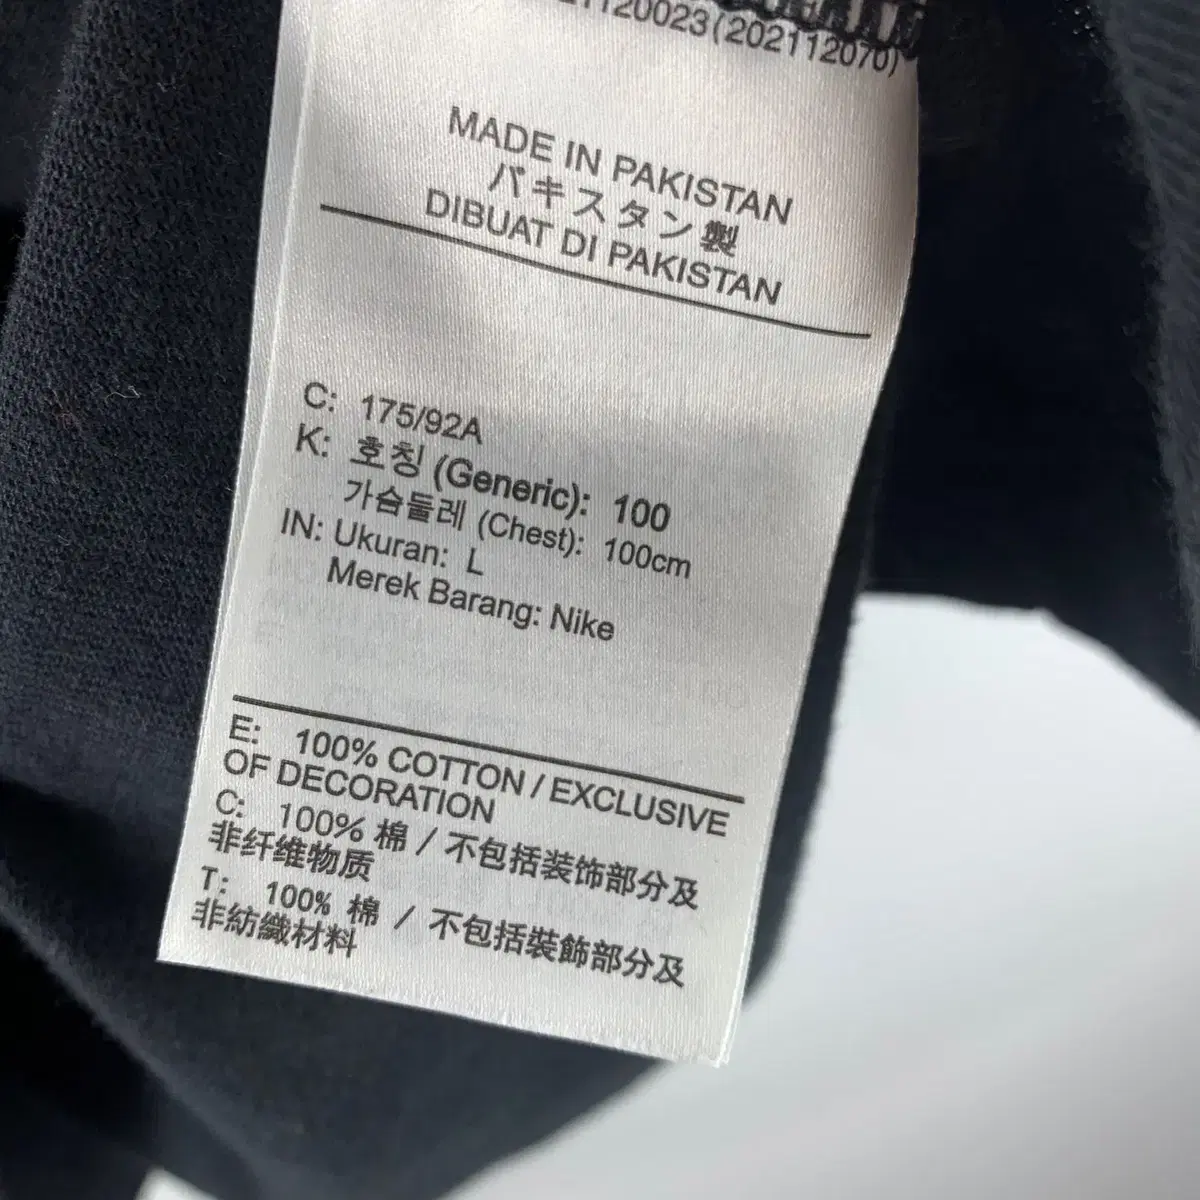 (202112070)
MADE IN PAKISTAN
パキスタン製
DIBUAT DI PAKISTAN
C: 175/92A
K: 호칭 (Generic): 100
가슴둘레 (Chest): 100cm
IN: Ukuran: L
Merek Barang: Nike
E: 100% COTTON / EXCLUSIVE
OF DECORATION
C: 100% 棉 / 不包括装饰部分及
非纤维物质
T: 100% 棉 / 不包括裝飾部分及
非紡織材料